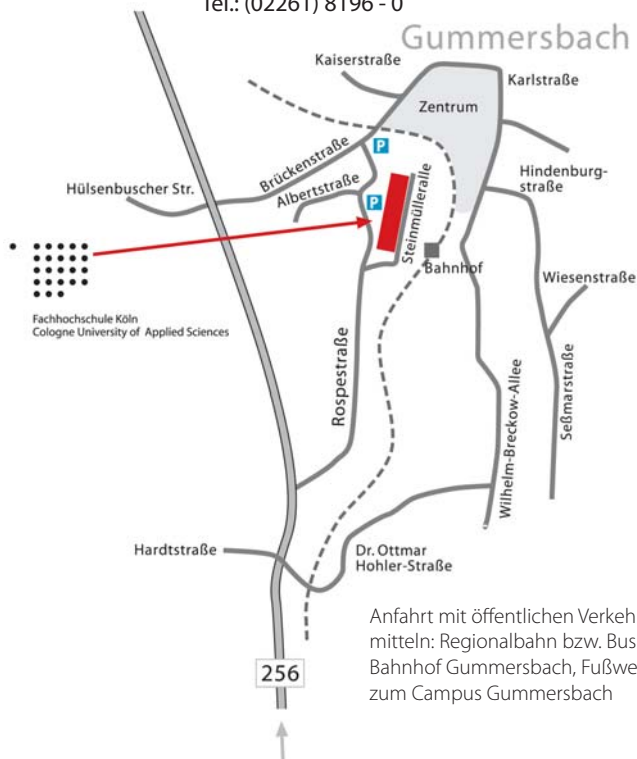 Tel.: (02261) 8196 - 0
Gummersbach
Kaiserstraße
Karlstraße
Zentrum
P
Brückenstraße
Hindenburg-
straße
Hülsenbuscher Str.
Albertstraße
P
Steinmülleralle
Bahnhof
Wiesenstraße
Fachhochschule Köln
Cologne University of Applied Sciences
Rospestraße
Seßmarstraße
Wilhelm-Breckow-Allee
Hardtstraße
Dr. Ottmar
Hohler-Straße
Anfahrt mit öffentlichen Verkeh
mitteln: Regionalbahn bzw. Bus
Bahnhof Gummersbach, Fußwe
zum Campus Gummersbach
256